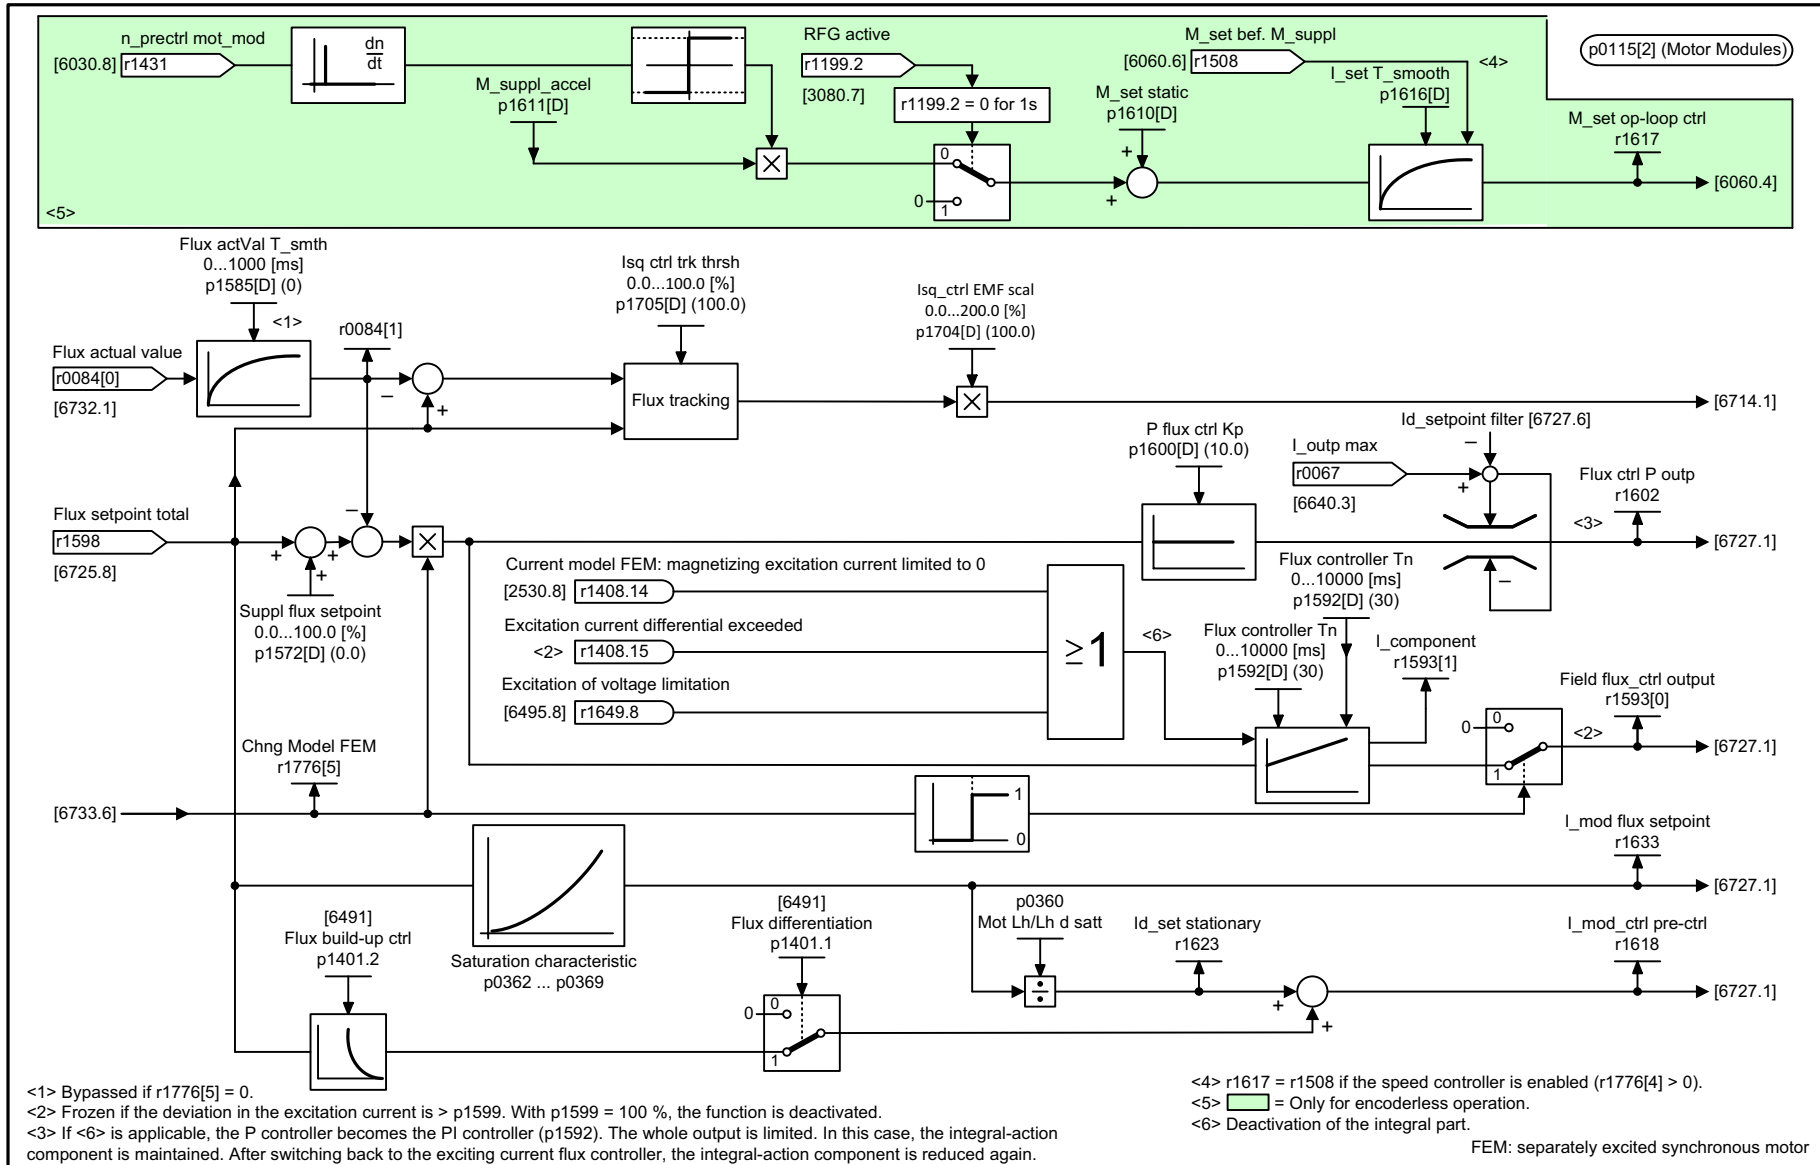 n_prectrl mot_mod
[6030.8] r1431
dn
dt
M_suppl_accel
p1611[D]
RFG active
r1199.2
[3080.7]
r1199.2 = 0 for 1s
0
0
1
M_set static
p1610[D]
+
+
M_set bef. M_suppl
[6060.6] r1508
<4>
I_set T_smooth
p1616[D]
p0115[2] (Motor Modules)
M_set op-loop ctrl
r1617
[6060.4]
×
<5>
Flux actVal T_smth
0...1000 [ms]
p1585[D] (0)
<1>
Flux actual value
r0084[0]
[6732.1]
r0084[1]
−
+
Isq ctrl trk thrsh
0.0...100.0 [%]
p1705[D] (100.0)
Flux tracking
Isq_ctrl EMF scal
0.0...200.0 [%]
p1704[D] (100.0)
×
[6714.1]
Id_setpoint filter [6727.6]
−
I_outp max
r0067
+
[6640.3]
P flux ctrl Kp
p1600[D] (10.0)
Flux ctrl P outp
r1602
<3>
[6727.1]
−
Flux setpoint total
r1598
[6725.8]
+
+
+
−
×
Suppl flux setpoint
0.0...100.0 [%]
p1572[D] (0.0)
Current model FEM: magnetizing excitation current limited to 0
[2530.8] r1408.14
Excitation current differential exceeded
<2> r1408.15
Excitation of voltage limitation
[6495.8] r1649.8
≥1
<6>
Flux controller Tn
0...10000 [ms]
p1592[D] (30)
Flux controller Tn
0...10000 [ms]
p1592[D] (30)
I_component
r1593[1]
Field flux_ctrl output
r1593[0]
0
0
1
<2>
[6727.1]
Chng Model FEM
r1776[5]
[6733.6]
1
0
I_mod flux setpoint
r1633
[6727.1]
Saturation characteristic
p0362 ... p0369
[6491]
Flux build-up ctrl
p1401.2
[6491]
Flux differentiation
p1401.1
0
0
1
p0360
Mot Lh/Lh d satt
÷
Id_set stationary
r1623
+
+
I_mod_ctrl pre-ctrl
r1618
[6727.1]
<1> Bypassed if r1776[5] = 0.
<2> Frozen if the deviation in the excitation current is > p1599. With p1599 = 100 %, the function is deactivated.
<3> If <6> is applicable, the P controller becomes the PI controller (p1592). The whole output is limited. In this case, the integral-action
component is maintained. After switching back to the exciting current flux controller, the integral-action component is reduced again.
<4> r1617 = r1508 if the speed controller is enabled (r1776[4] > 0).
<5> = Only for encoderless operation.
<6> Deactivation of the integral part.
FEM: separately excited synchronous motor